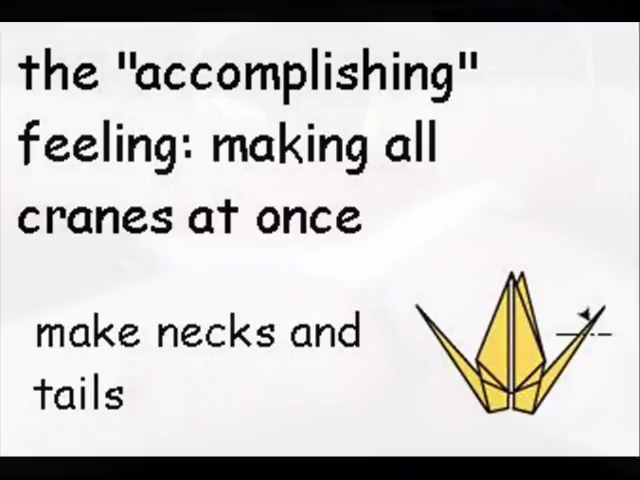 the "accomplishing"
feeling: making all
cranes at once
make necks and
tails